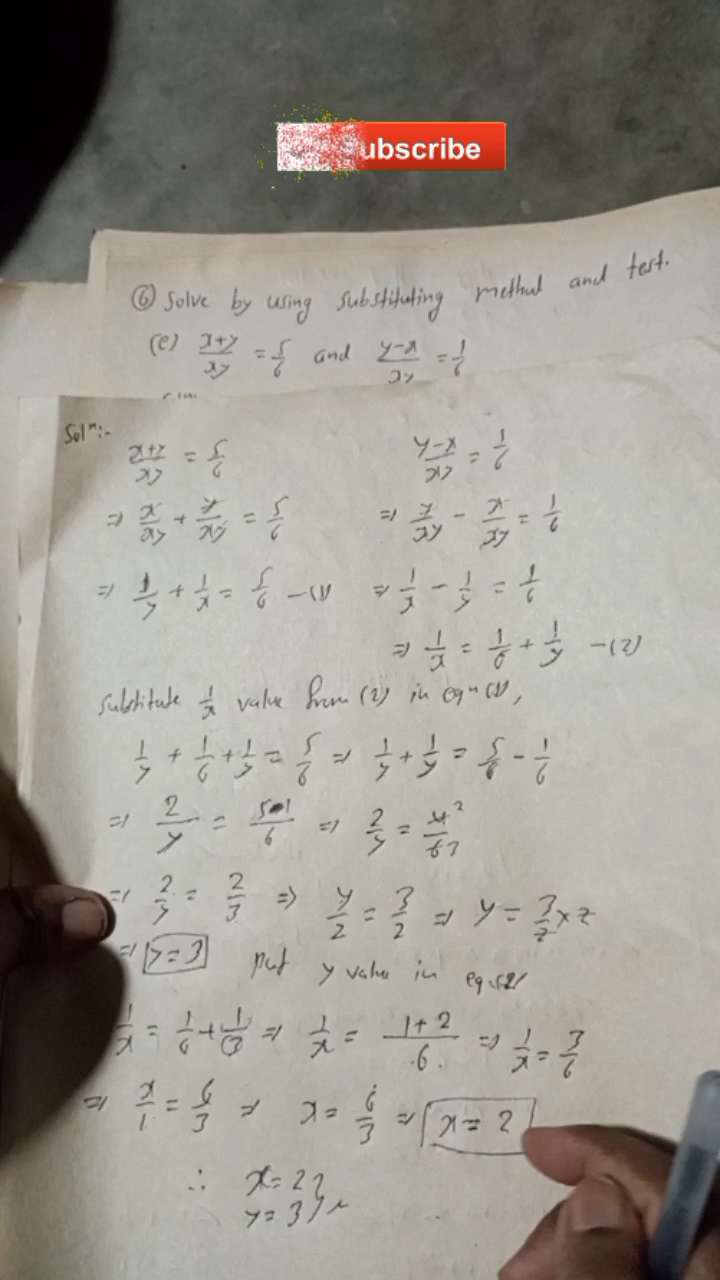 Subscribe
⑥ Solve by using substituting method and test.
(e) x+y/xy = 5/6 and y-x/xy = 1/6
Solⁿ:-
x+y/xy = 5/6 y-x/xy = 1/6
⇒ x/xy + y/xy = 5/6 ⇒ y/xy - x/xy = 1/6
⇒ 1/y + 1/x = 5/6 -(1) ⇒ 1/x - 1/y = 1/6
⇒ 1/x = 1/6 + 1/y -(2)
Substitute 1/x value from (2) in eqn (1),
1/y + 1/6 + 1/y = 5/6 ⇒ 1/y + 1/y = 5/6 - 1/6
⇒ 2/y = 5-1/6 ⇒ 2/y = 4²/63
⇒ 2/y = 2/3 ⇒ y/2 = 3/2 ⇒ y = 3/2 x 2
⇒ y=3 Put y value in eqn (2)
1/x = 1/6 + 1/3 ⇒ 1/x = 1+2/6 ⇒ 1/x = 3/6
⇒ x/1 = 6/3 ⇒ x = 6/3 ⇒ x = 2
∴ x=2
y=3